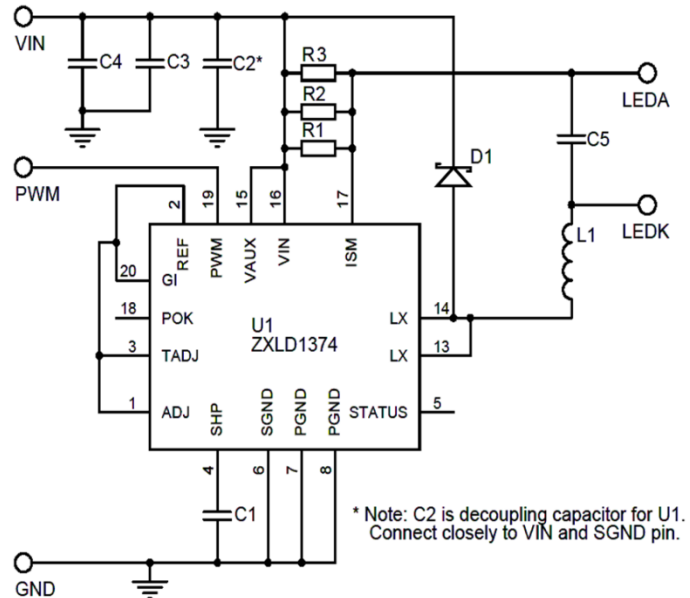 VIN
C4
C3
C2*
R3
R2
R1
LEDA
D1
C5
PWM
2
19
15
16
17
LEDK
L1
REF
PWM
VAUX
VIN
ISM
20
GI
18
POK
LX
14
U1
ZXLD1374
3
TADJ
LX
13
1
ADJ
SHP
SGND
PGND
PGND
STATUS
5
4
6
7
8
C1
* Note: C2 is decoupling capacitor for U1.
Connect closely to VIN and SGND pin.
GND